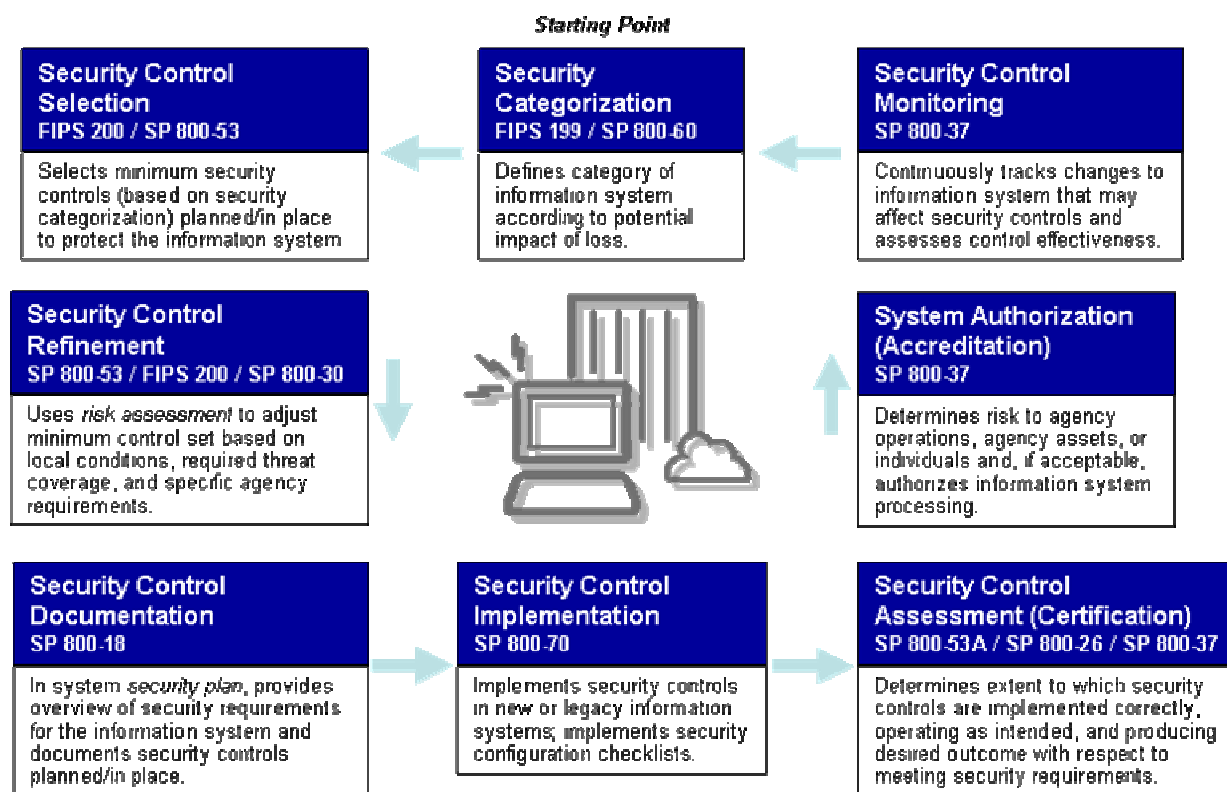 Starting Point
Security Control
Selection
FIPS 200 / SP 800-53
Selects minimum security
controls (based on security
categorization) planned/in place
to protect the information system
Security
Categorization
FIPS 199 / SP 800-60
Defines category of
information system
according to potential
impact of loss.
Security Control
Monitoring
SP 800-37
Continuously tracks changes to
information system that may
affect security controls and
assesses control effectiveness.
Security Control
Refinement
SP 800-53 / FIPS 200 / SP 800-30
Uses risk assessment to adjust
minimum control set based on
local conditions, required threat
coverage, and specific agency
requirements.
System Authorization
(Accreditation)
SP 800-37
Determines risk to agency
operations, agency assets, or
individuals and, if acceptable,
authorizes information system
processing.
Security Control
Documentation
SP 800-18
In system security plan, provides
overview of security requirements
for the information system and
documents security controls
planned/in place.
Security Control
Implementation
SP 800-70
Implements security controls
in new or legacy information
systems; implements security
configuration checklists.
Security Control
Assessment (Certification)
SP 800-53A / SP 800-26 / SP 800-37
Determines extent to which security
controls are implemented correctly,
operating as intended, and producing
desired outcome with respect to
meeting security requirements.